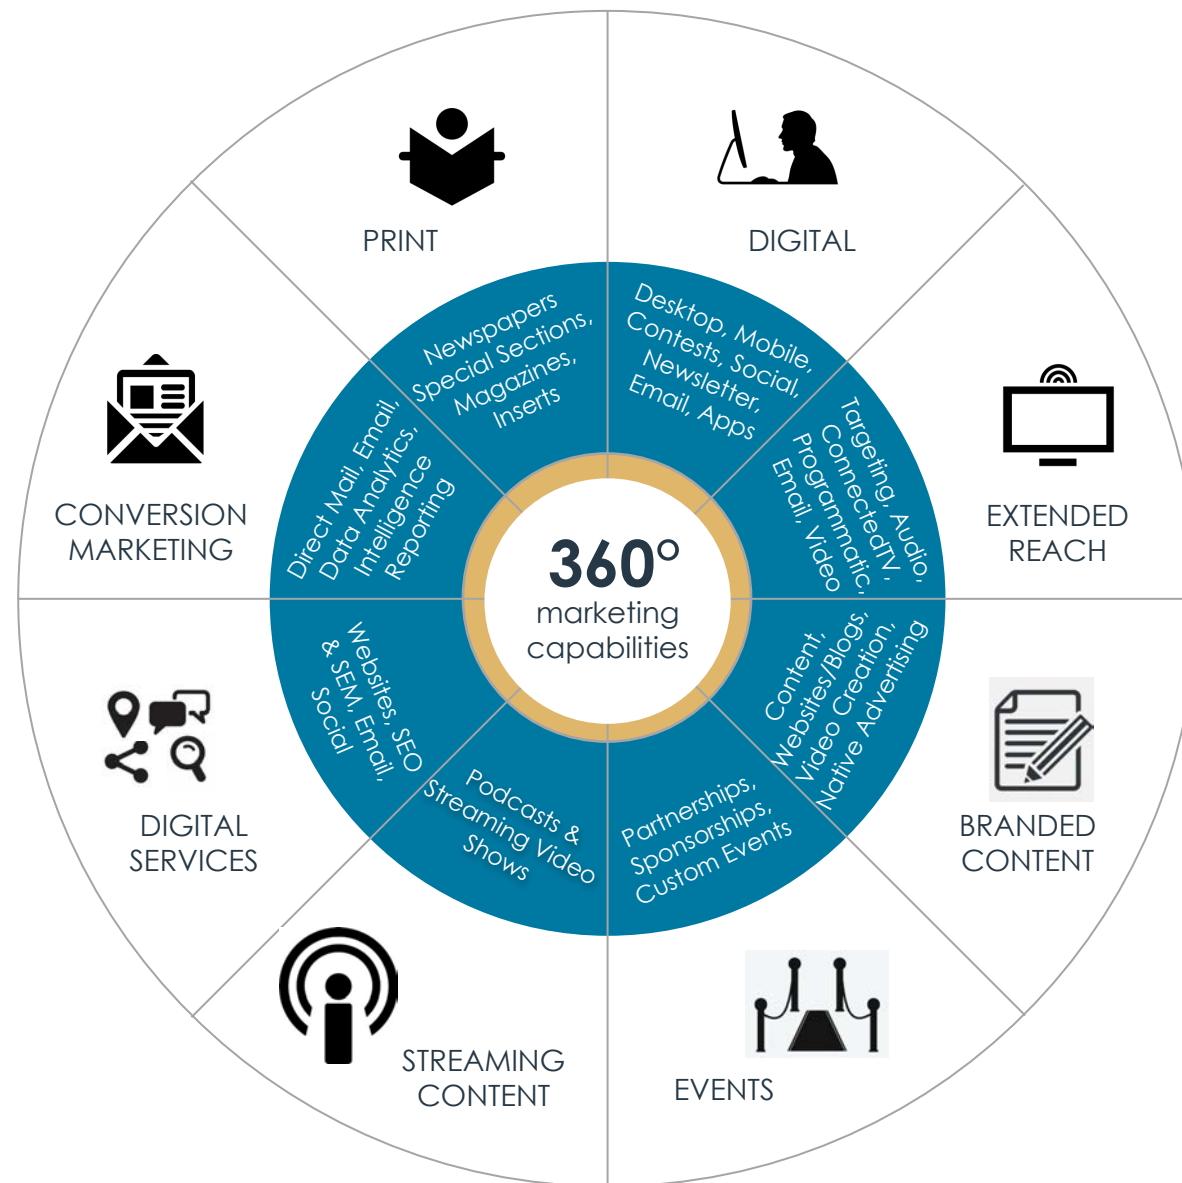 PRINT
Newspapers
Special Sections,
Magazines,
Inserts
DIGITAL
Desktop, Mobile,
Contests, Social,
Newsletter,
Email, Apps
EXTENDED
REACH
Targeting, Audio,
ConnectedTV,
Programmatic,
Email, Video
BRANDED
CONTENT
Content,
Websites/Blogs,
Video Creation,
Native Advertising
EVENTS
Partnerships,
Sponsorships,
Custom Events
STREAMING
CONTENT
Podcasts &
Streaming Video
Shows
DIGITAL
SERVICES
Websites, SEO
& SEM, Email,
Social
CONVERSION
MARKETING
Direct Mail, Email,
Data Analytics,
Intelligence
Reporting
360°
marketing
capabilities